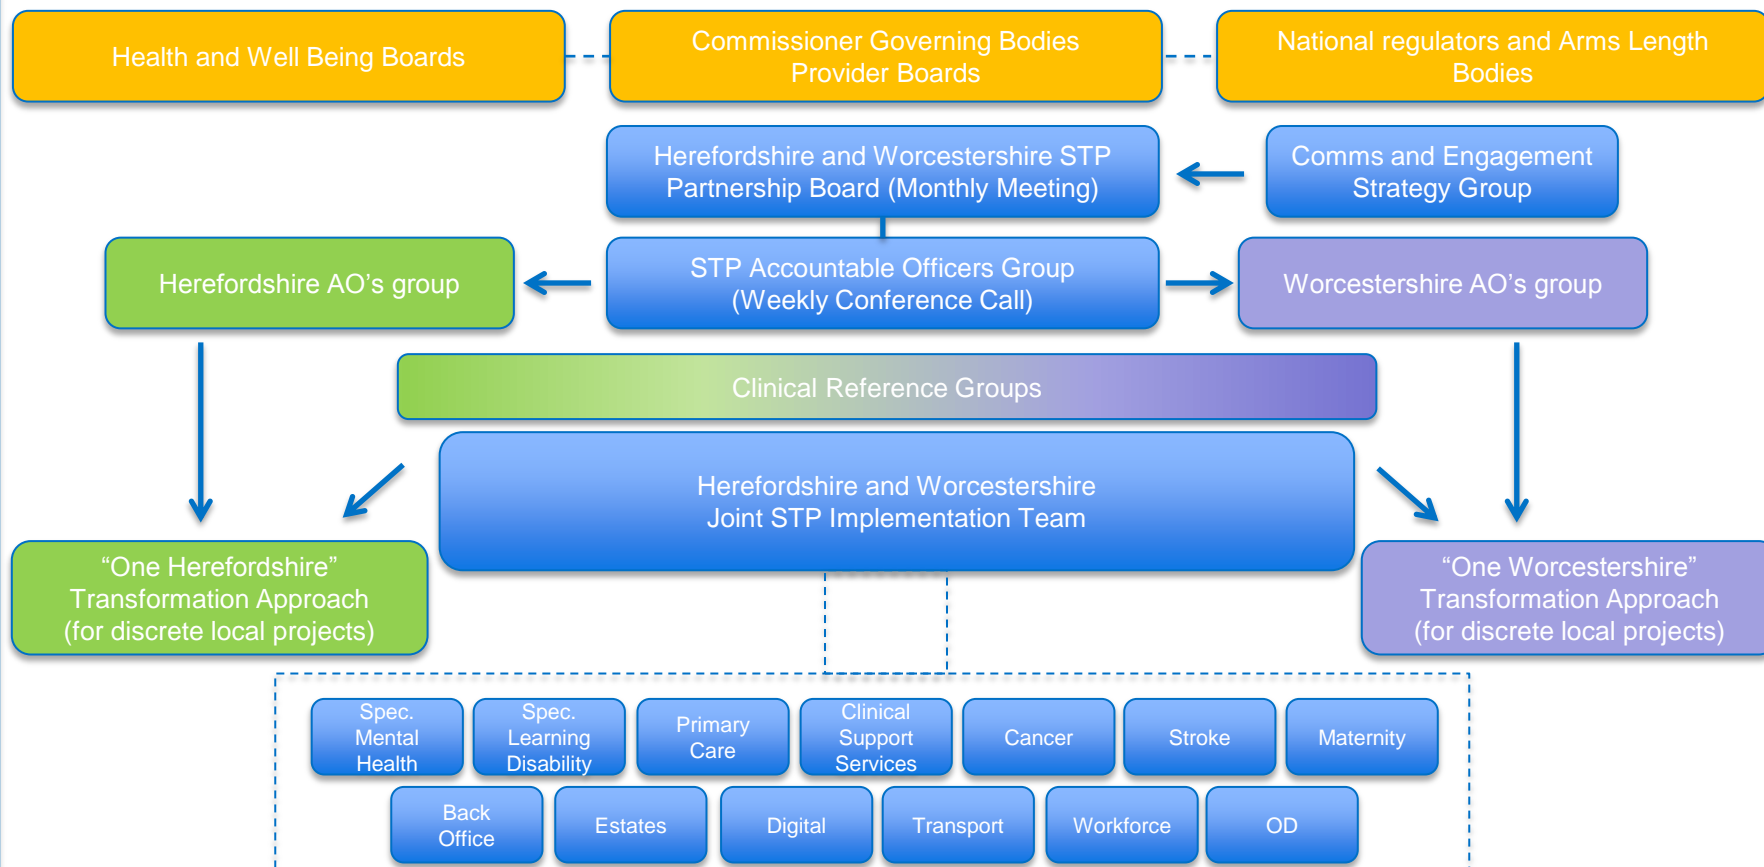 Health and Well Being Boards
Commissioner Governing Bodies
Provider Boards
National regulators and Arms Length
Bodies
Herefordshire and Worcestershire STP
Partnership Board (Monthly Meeting)
Comms and Engagement
Strategy Group
Herefordshire AO’s group
STP Accountable Officers Group
(Weekly Conference Call)
Worcestershire AO’s group
Clinical Reference Groups
Herefordshire and Worcestershire
Joint STP Implementation Team
“One Herefordshire”
Transformation Approach
(for discrete local projects)
“One Worcestershire”
Transformation Approach
(for discrete local projects)
Spec.
Mental
Health
Spec.
Learning
Disability
Primary
Care
Clinical
Support
Services
Cancer
Stroke
Maternity
Back
Office
Estates
Digital
Transport
Workforce
OD